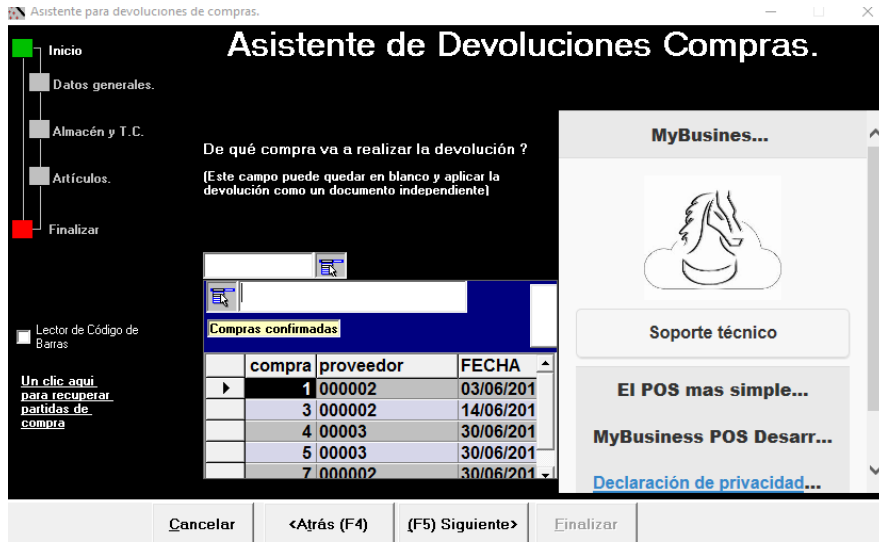 Asistente para devoluciones de compras.
Asistente de Devoluciones Compras.
Inicio
Datos generales.
Almacén y T.C.
Artículos.
Finalizar
De qué compra va a realizar la devolución ?
(Este campo puede quedar en blanco y aplicar la
devolución como un documento independiente)
Compras confirmadas
compra proveedor FECHA
1 000002 03/06/201
3 000002 14/06/201
4 00003 30/06/201
5 00003 30/06/201
7 000002 30/06/201
Lector de Código de
Barras
Un clic aqui
para recuperar
partidas de
compra
MyBusines...
Soporte técnico
El POS mas simple...
MyBusiness POS Desarr...
Declaración de privacidad...
Cancelar <Atrás (F4) (F5) Siguiente> Finalizar